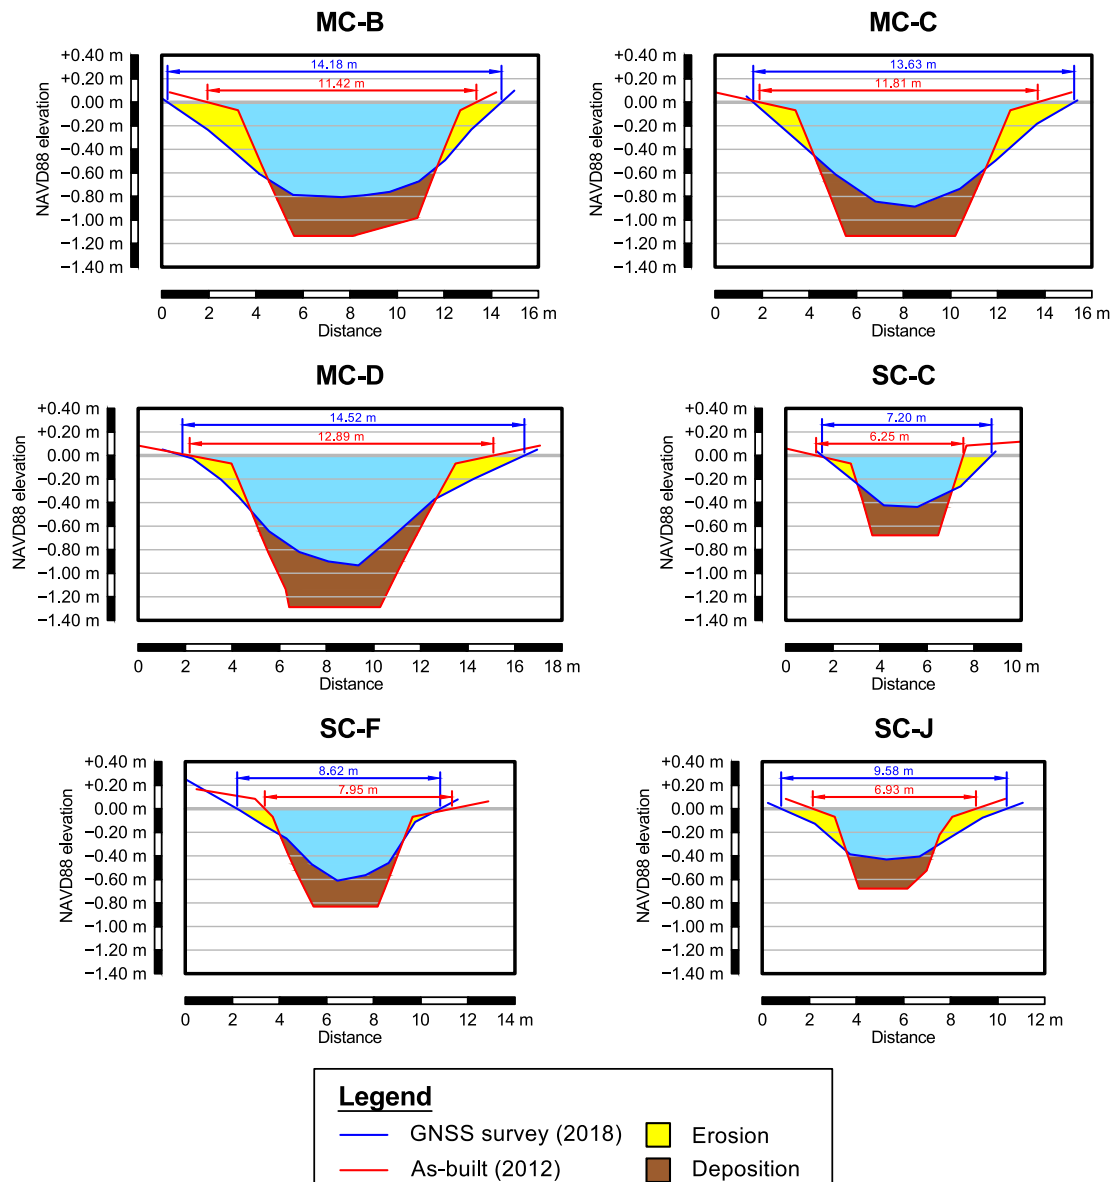 MC-B
+0.40 m
+0.20 m
0.00 m
−0.20 m
−0.40 m
−0.60 m
−0.80 m
−1.00 m
−1.20 m
−1.40 m
NAVD88 elevation
14.18 m
11.42 m
0 2 4 6 8 10 12 14 16 m
Distance
MC-C
+0.40 m
+0.20 m
0.00 m
−0.20 m
−0.40 m
−0.60 m
−0.80 m
−1.00 m
−1.20 m
−1.40 m
NAVD88 elevation
13.63 m
11.81 m
0 2 4 6 8 10 12 14 16 m
Distance
MC-D
+0.40 m
+0.20 m
0.00 m
−0.20 m
−0.40 m
−0.60 m
−0.80 m
−1.00 m
−1.20 m
−1.40 m
NAVD88 elevation
14.52 m
12.89 m
0 2 4 6 8 10 12 14 16 18 m
Distance
SC-C
+0.40 m
+0.20 m
0.00 m
−0.20 m
−0.40 m
−0.60 m
−0.80 m
−1.00 m
−1.20 m
−1.40 m
NAVD88 elevation
7.20 m
6.25 m
0 2 4 6 8 10 m
Distance
SC-F
+0.40 m
+0.20 m
0.00 m
−0.20 m
−0.40 m
−0.60 m
−0.80 m
−1.00 m
−1.20 m
−1.40 m
NAVD88 elevation
8.62 m
7.95 m
0 2 4 6 8 10 12 14 m
Distance
SC-J
+0.40 m
+0.20 m
0.00 m
−0.20 m
−0.40 m
−0.60 m
−0.80 m
−1.00 m
−1.20 m
−1.40 m
NAVD88 elevation
9.58 m
6.93 m
0 2 4 6 8 10 12 m
Distance
Legend
GNSS survey (2018)
Erosion
As-built (2012)
Deposition